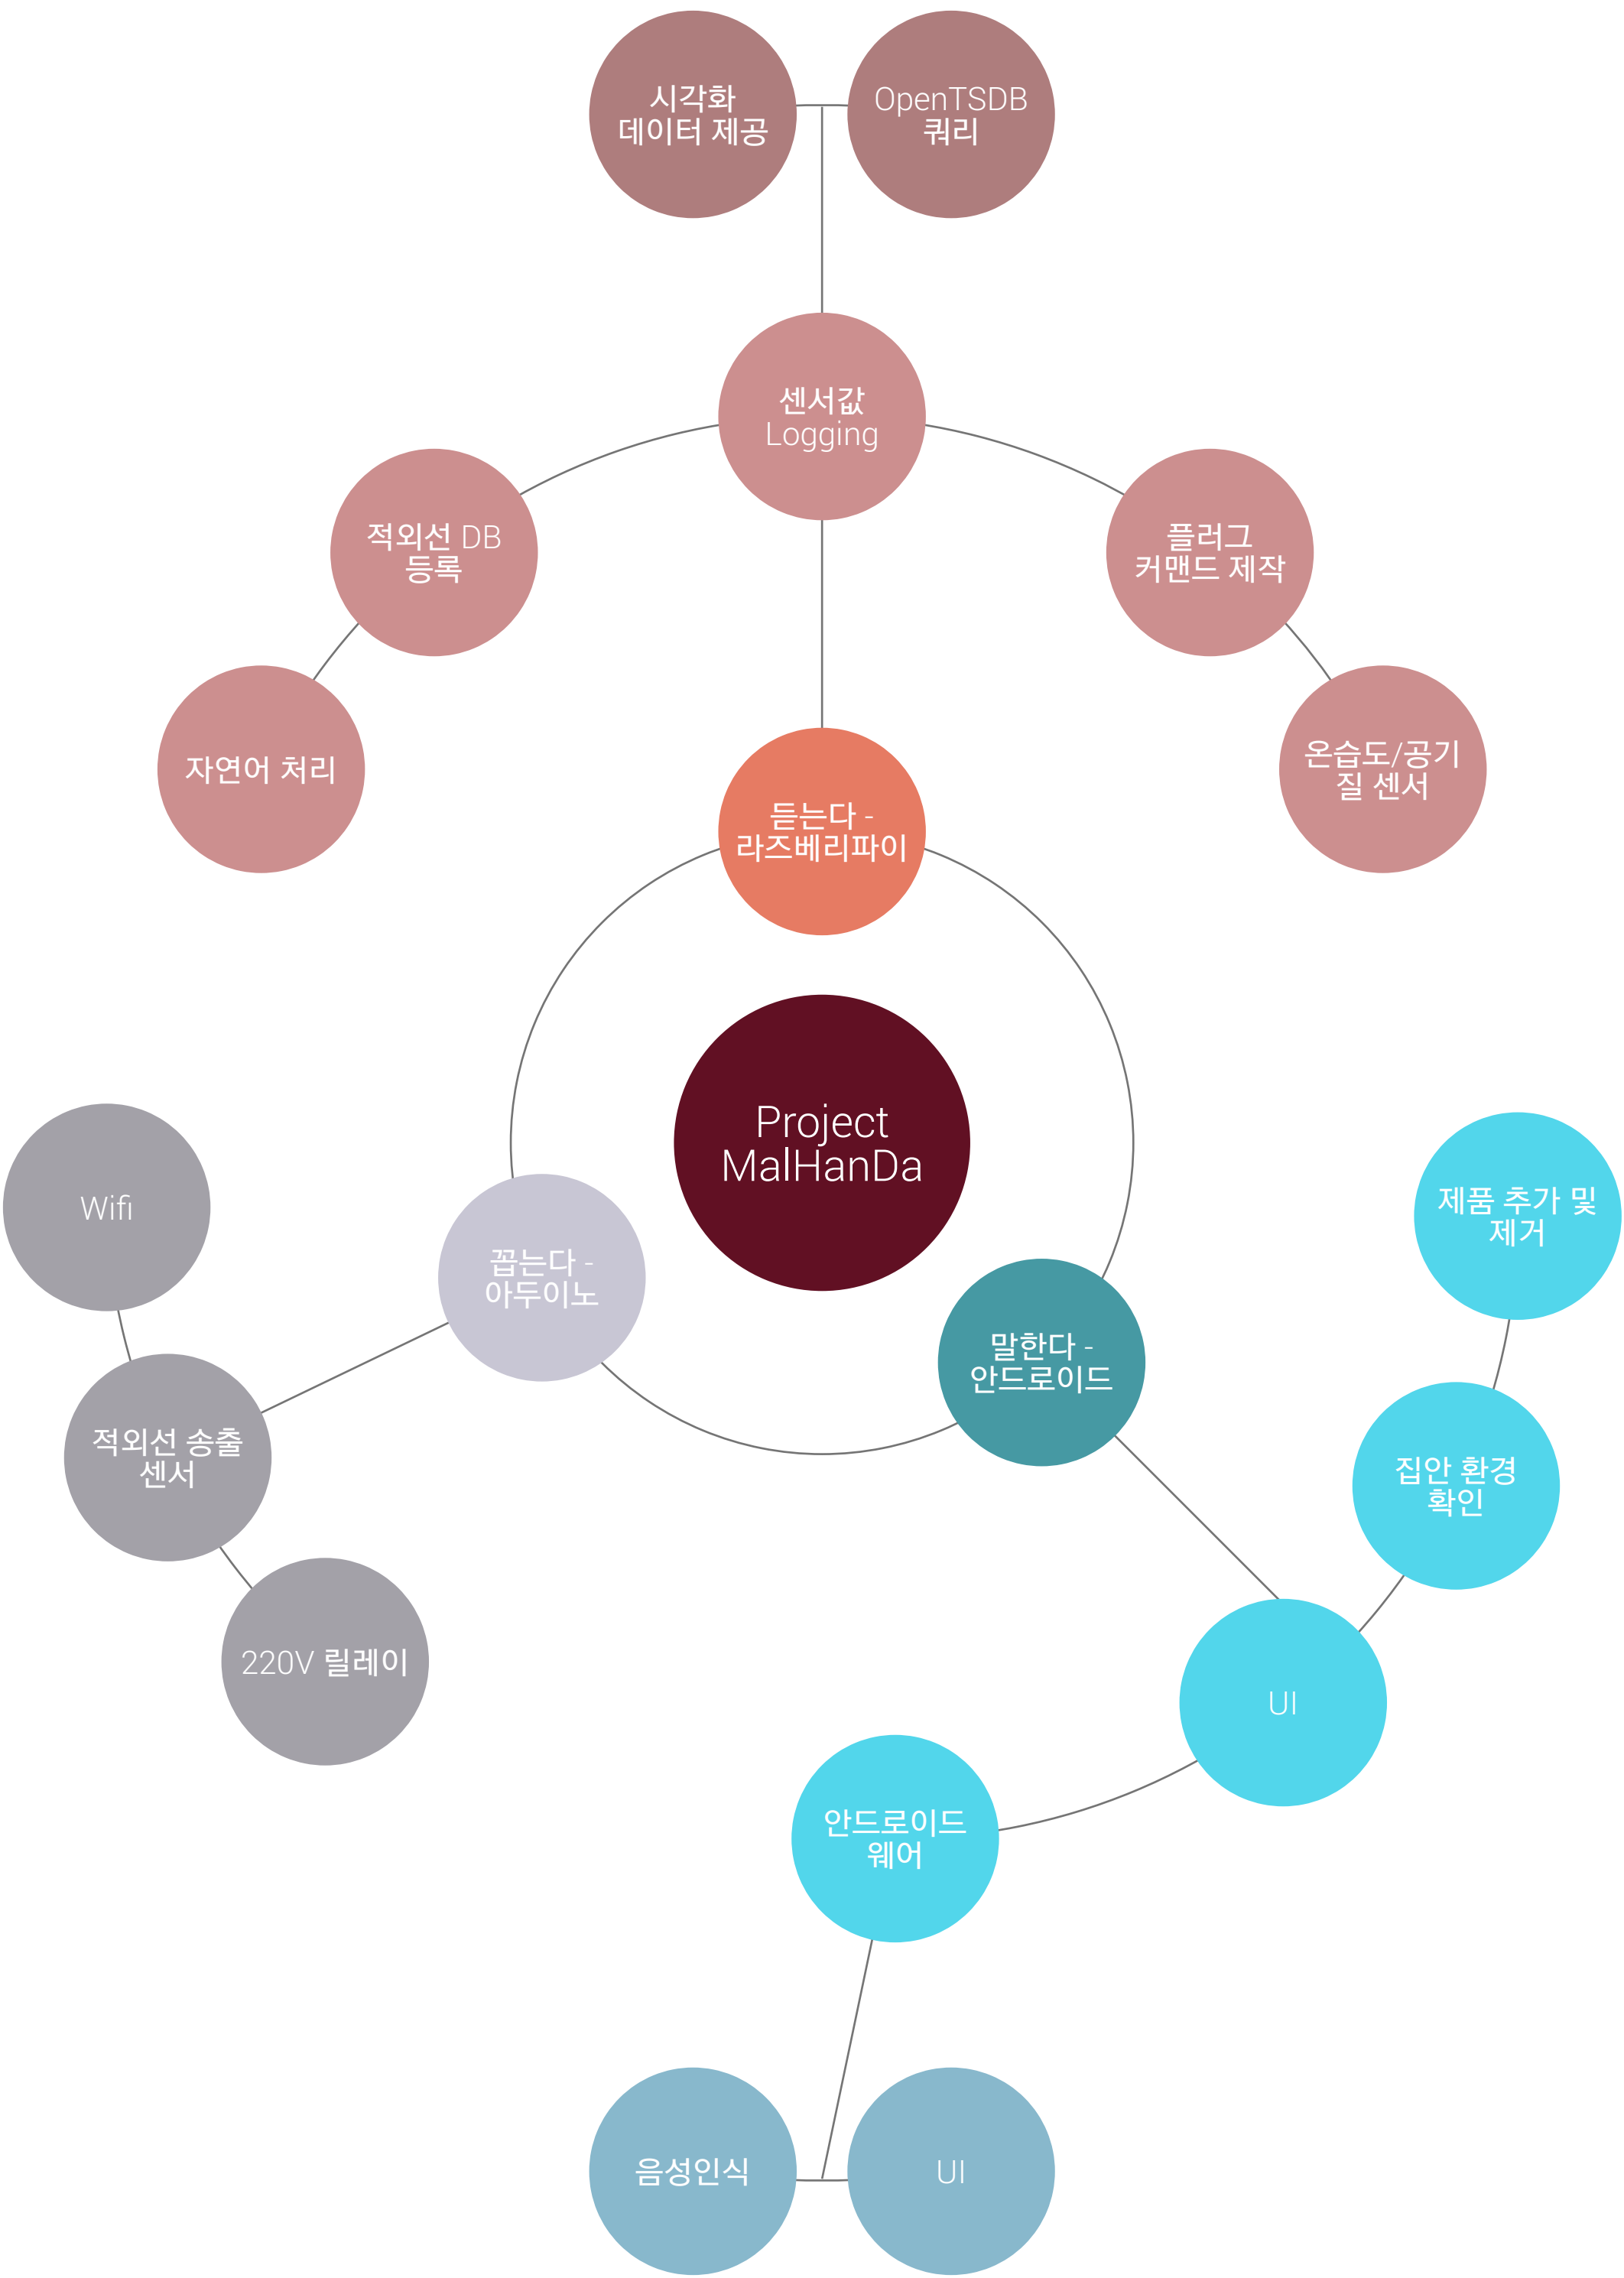 시각화
데이터 제공
OpenTSDB
쿼리
센서값
Logging
적외선 DB
등록
플러그
커맨드 제작
자연어 처리
온습도/공기
질 센서
듣는다 -
라즈베리파이
Project
MalHanDa
Wifi
꼽는다 -
아두이노
제품 추가 및
제거
말한다 -
안드로이드
적외선 송출
센서
집안 환경
확인
220V 릴레이
UI
안드로이드
웨어
음성인식
UI